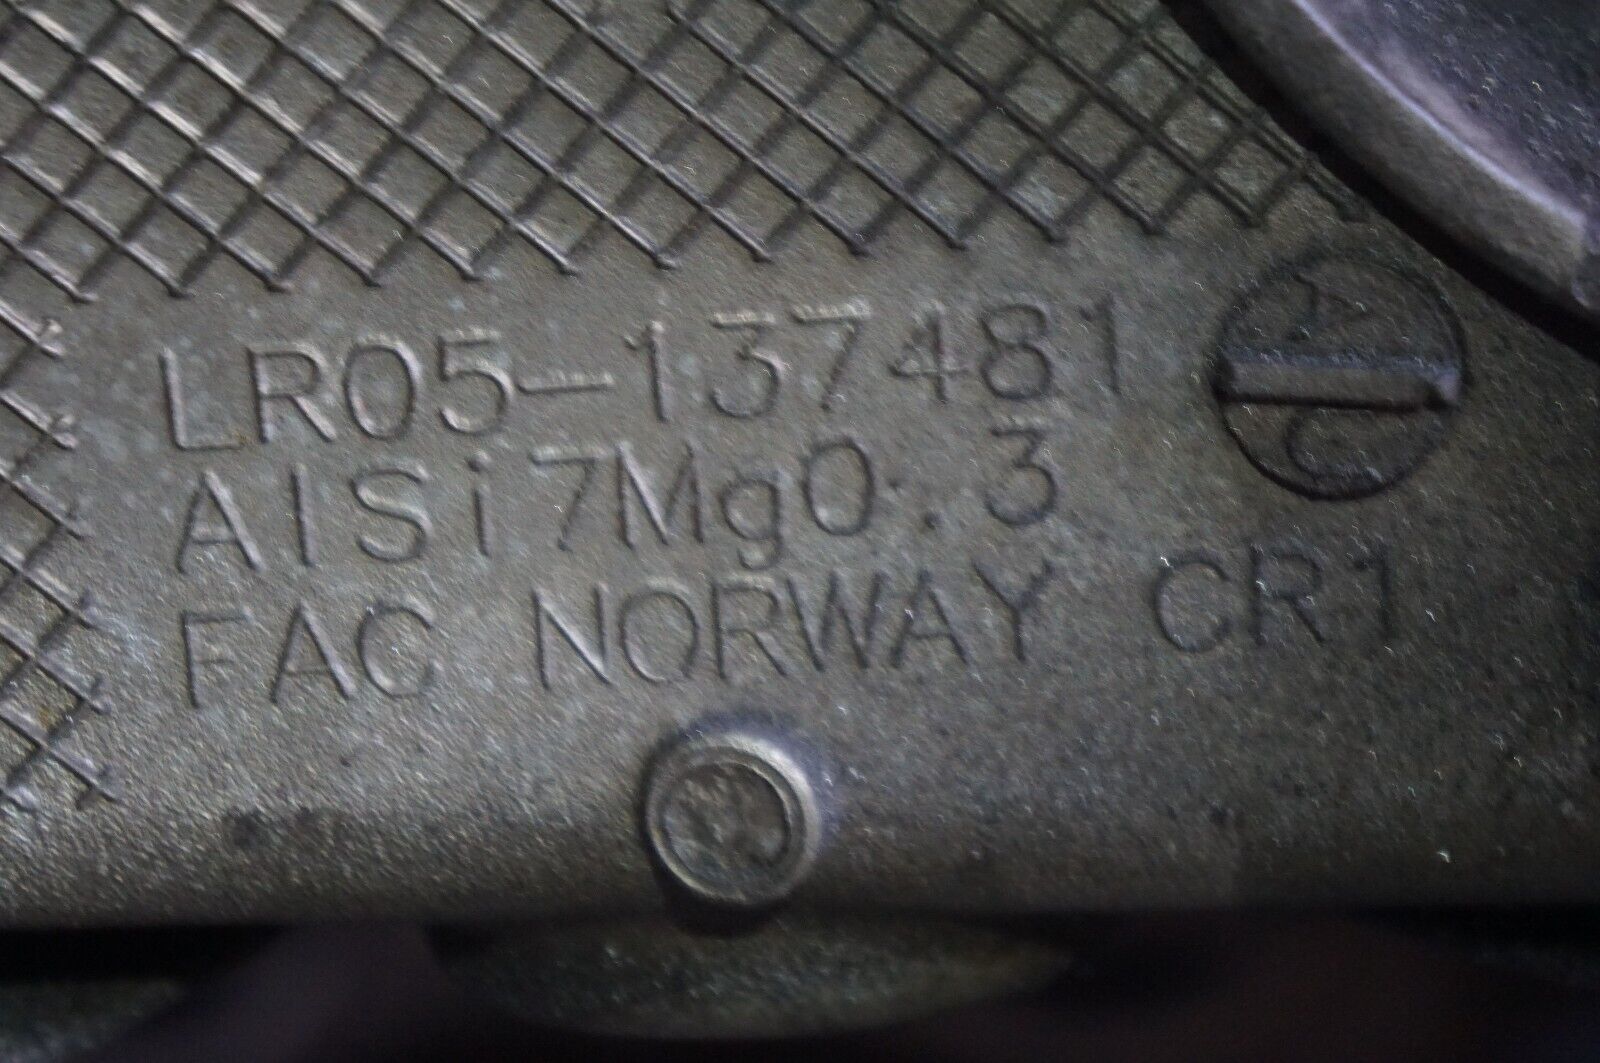 LR05-137481
AlSi7Mg0.3
FAC NORWAY CR1